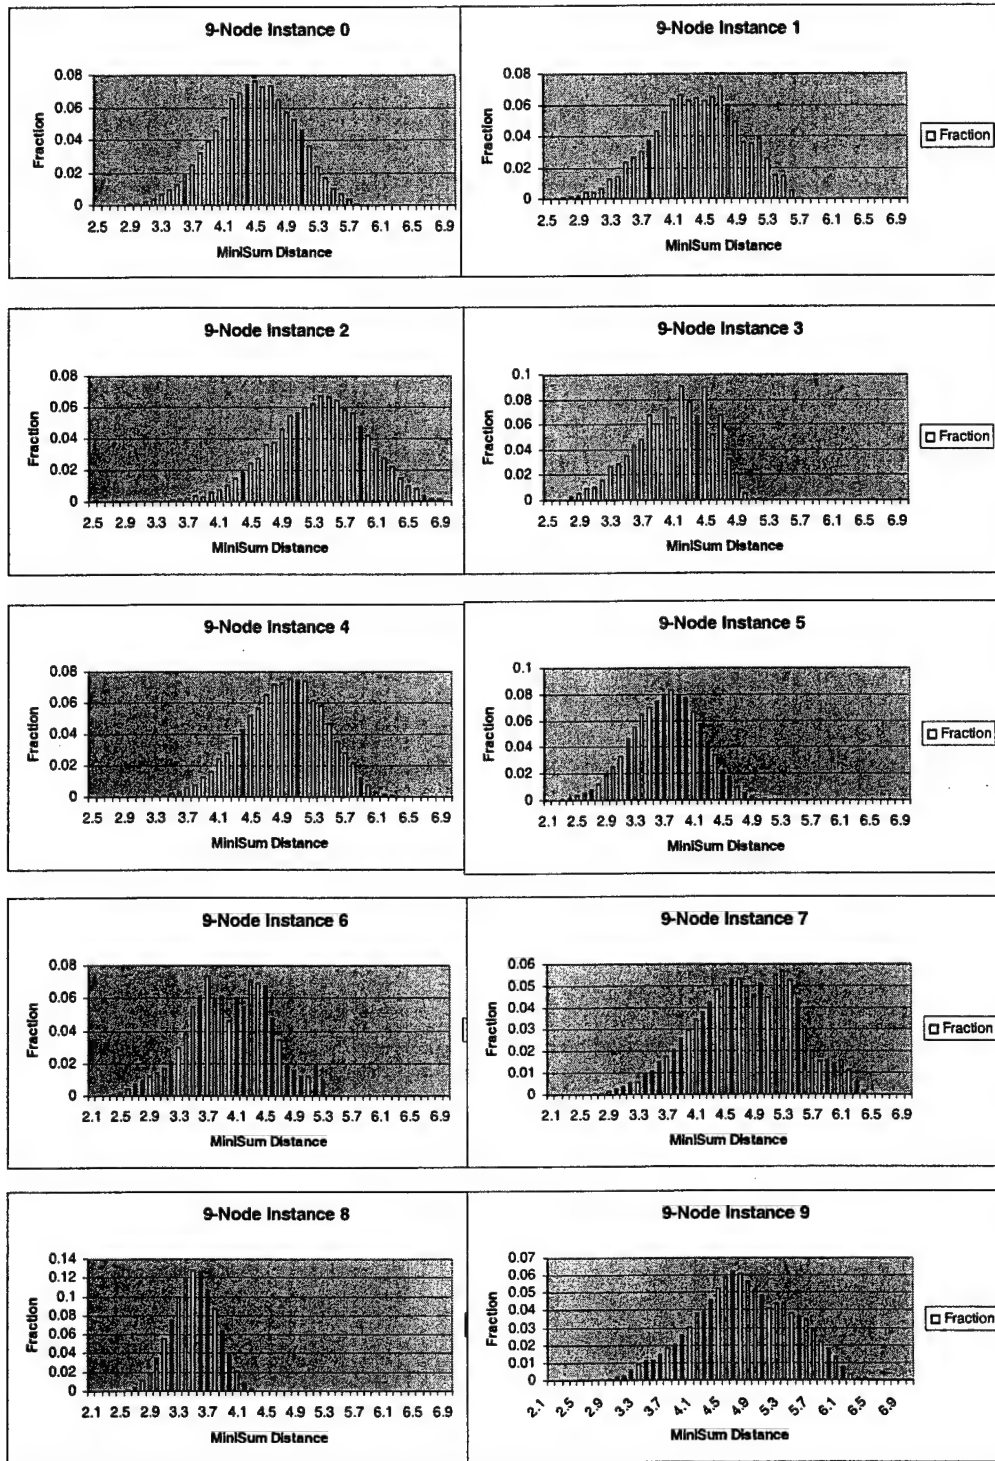 9-Node Instance 0
0.08
0.06
0.04
0.02
0
Fraction
2.5 2.9 3.3 3.7 4.1 4.5 4.9 5.3 5.7 6.1 6.5 6.9
MiniSum Distance
9-Node Instance 1
0.08
0.06
0.04
0.02
0
Fraction
2.5 2.9 3.3 3.7 4.1 4.5 4.9 5.3 5.7 6.1 6.5 6.9
MiniSum Distance
Fraction
9-Node Instance 2
0.08
0.06
0.04
0.02
0
Fraction
2.5 2.9 3.3 3.7 4.1 4.5 4.9 5.3 5.7 6.1 6.5 6.9
MiniSum Distance
9-Node Instance 3
0.1
0.08
0.06
0.04
0.02
0
Fraction
2.5 2.9 3.3 3.7 4.1 4.5 4.9 5.3 5.7 6.1 6.5 6.9
MiniSum Distance
Fraction
9-Node Instance 4
0.08
0.06
0.04
0.02
0
Fraction
2.5 2.9 3.3 3.7 4.1 4.5 4.9 5.3 5.7 6.1 6.5 6.9
MiniSum Distance
9-Node Instance 5
0.1
0.08
0.06
0.04
0.02
0
Fraction
2.1 2.5 2.9 3.3 3.7 4.1 4.5 4.9 5.3 5.7 6.1 6.5 6.9
MiniSum Distance
Fraction
9-Node Instance 6
0.08
0.06
0.04
0.02
0
Fraction
2.1 2.5 2.9 3.3 3.7 4.1 4.5 4.9 5.3 5.7 6.1 6.5 6.9
MiniSum Distance
9-Node Instance 7
0.06
0.05
0.04
0.03
0.02
0.01
0
Fraction
2.1 2.5 2.9 3.3 3.7 4.1 4.5 4.9 5.3 5.7 6.1 6.5 6.9
MiniSum Distance
Fraction
9-Node Instance 8
0.14
0.12
0.10
0.08
0.06
0.04
0.02
0
Fraction
2.1 2.5 2.9 3.3 3.7 4.1 4.5 4.9 5.3 5.7 6.1 6.5 6.9
MiniSum Distance
9-Node Instance 9
0.07
0.06
0.05
0.04
0.03
0.02
0.01
0
Fraction
2.1 2.5 2.9 3.3 3.7 4.1 4.5 4.9 5.3 5.7 6.1 6.5 6.9
MiniSum Distance
Fraction